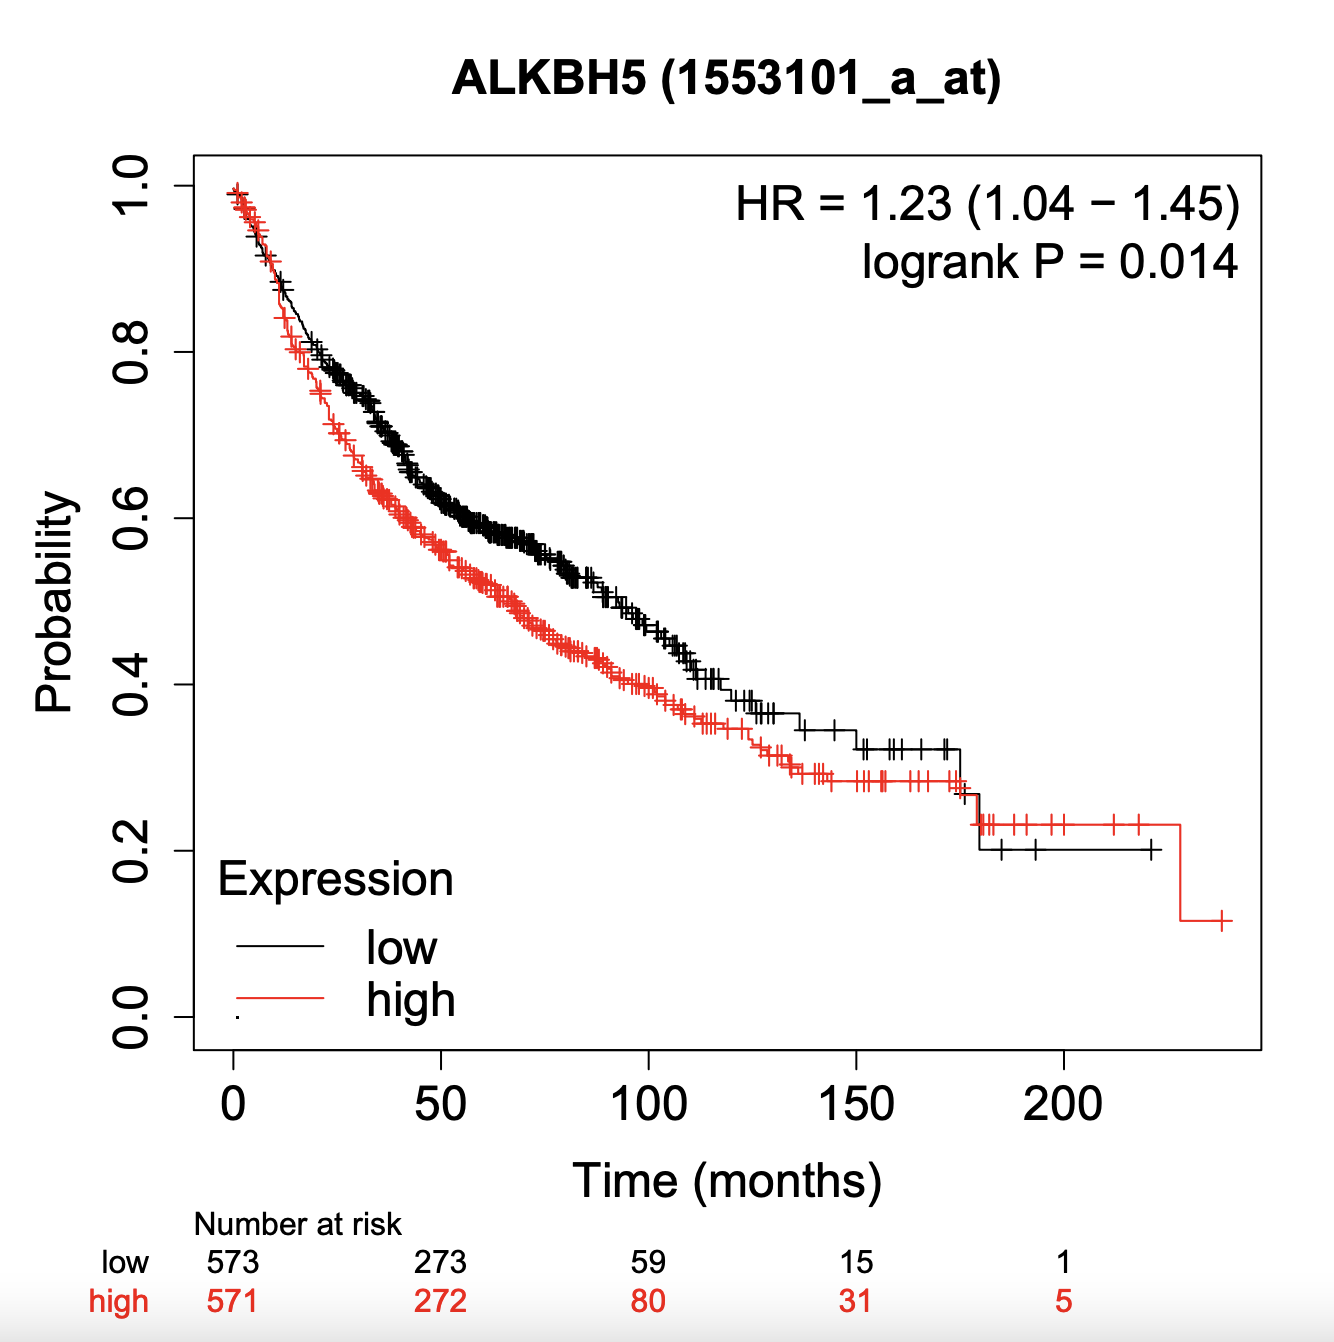 ALKBH5 (1553101_a_at)
HR = 1.23 (1.04 − 1.45)
logrank P = 0.014
Probability
1.0
0.8
0.6
0.4
0.2
0.0
Expression
low
high
0 50 100 150 200
Time (months)
Number at risk
low 573 273 59 15 1
high 571 272 80 31 5